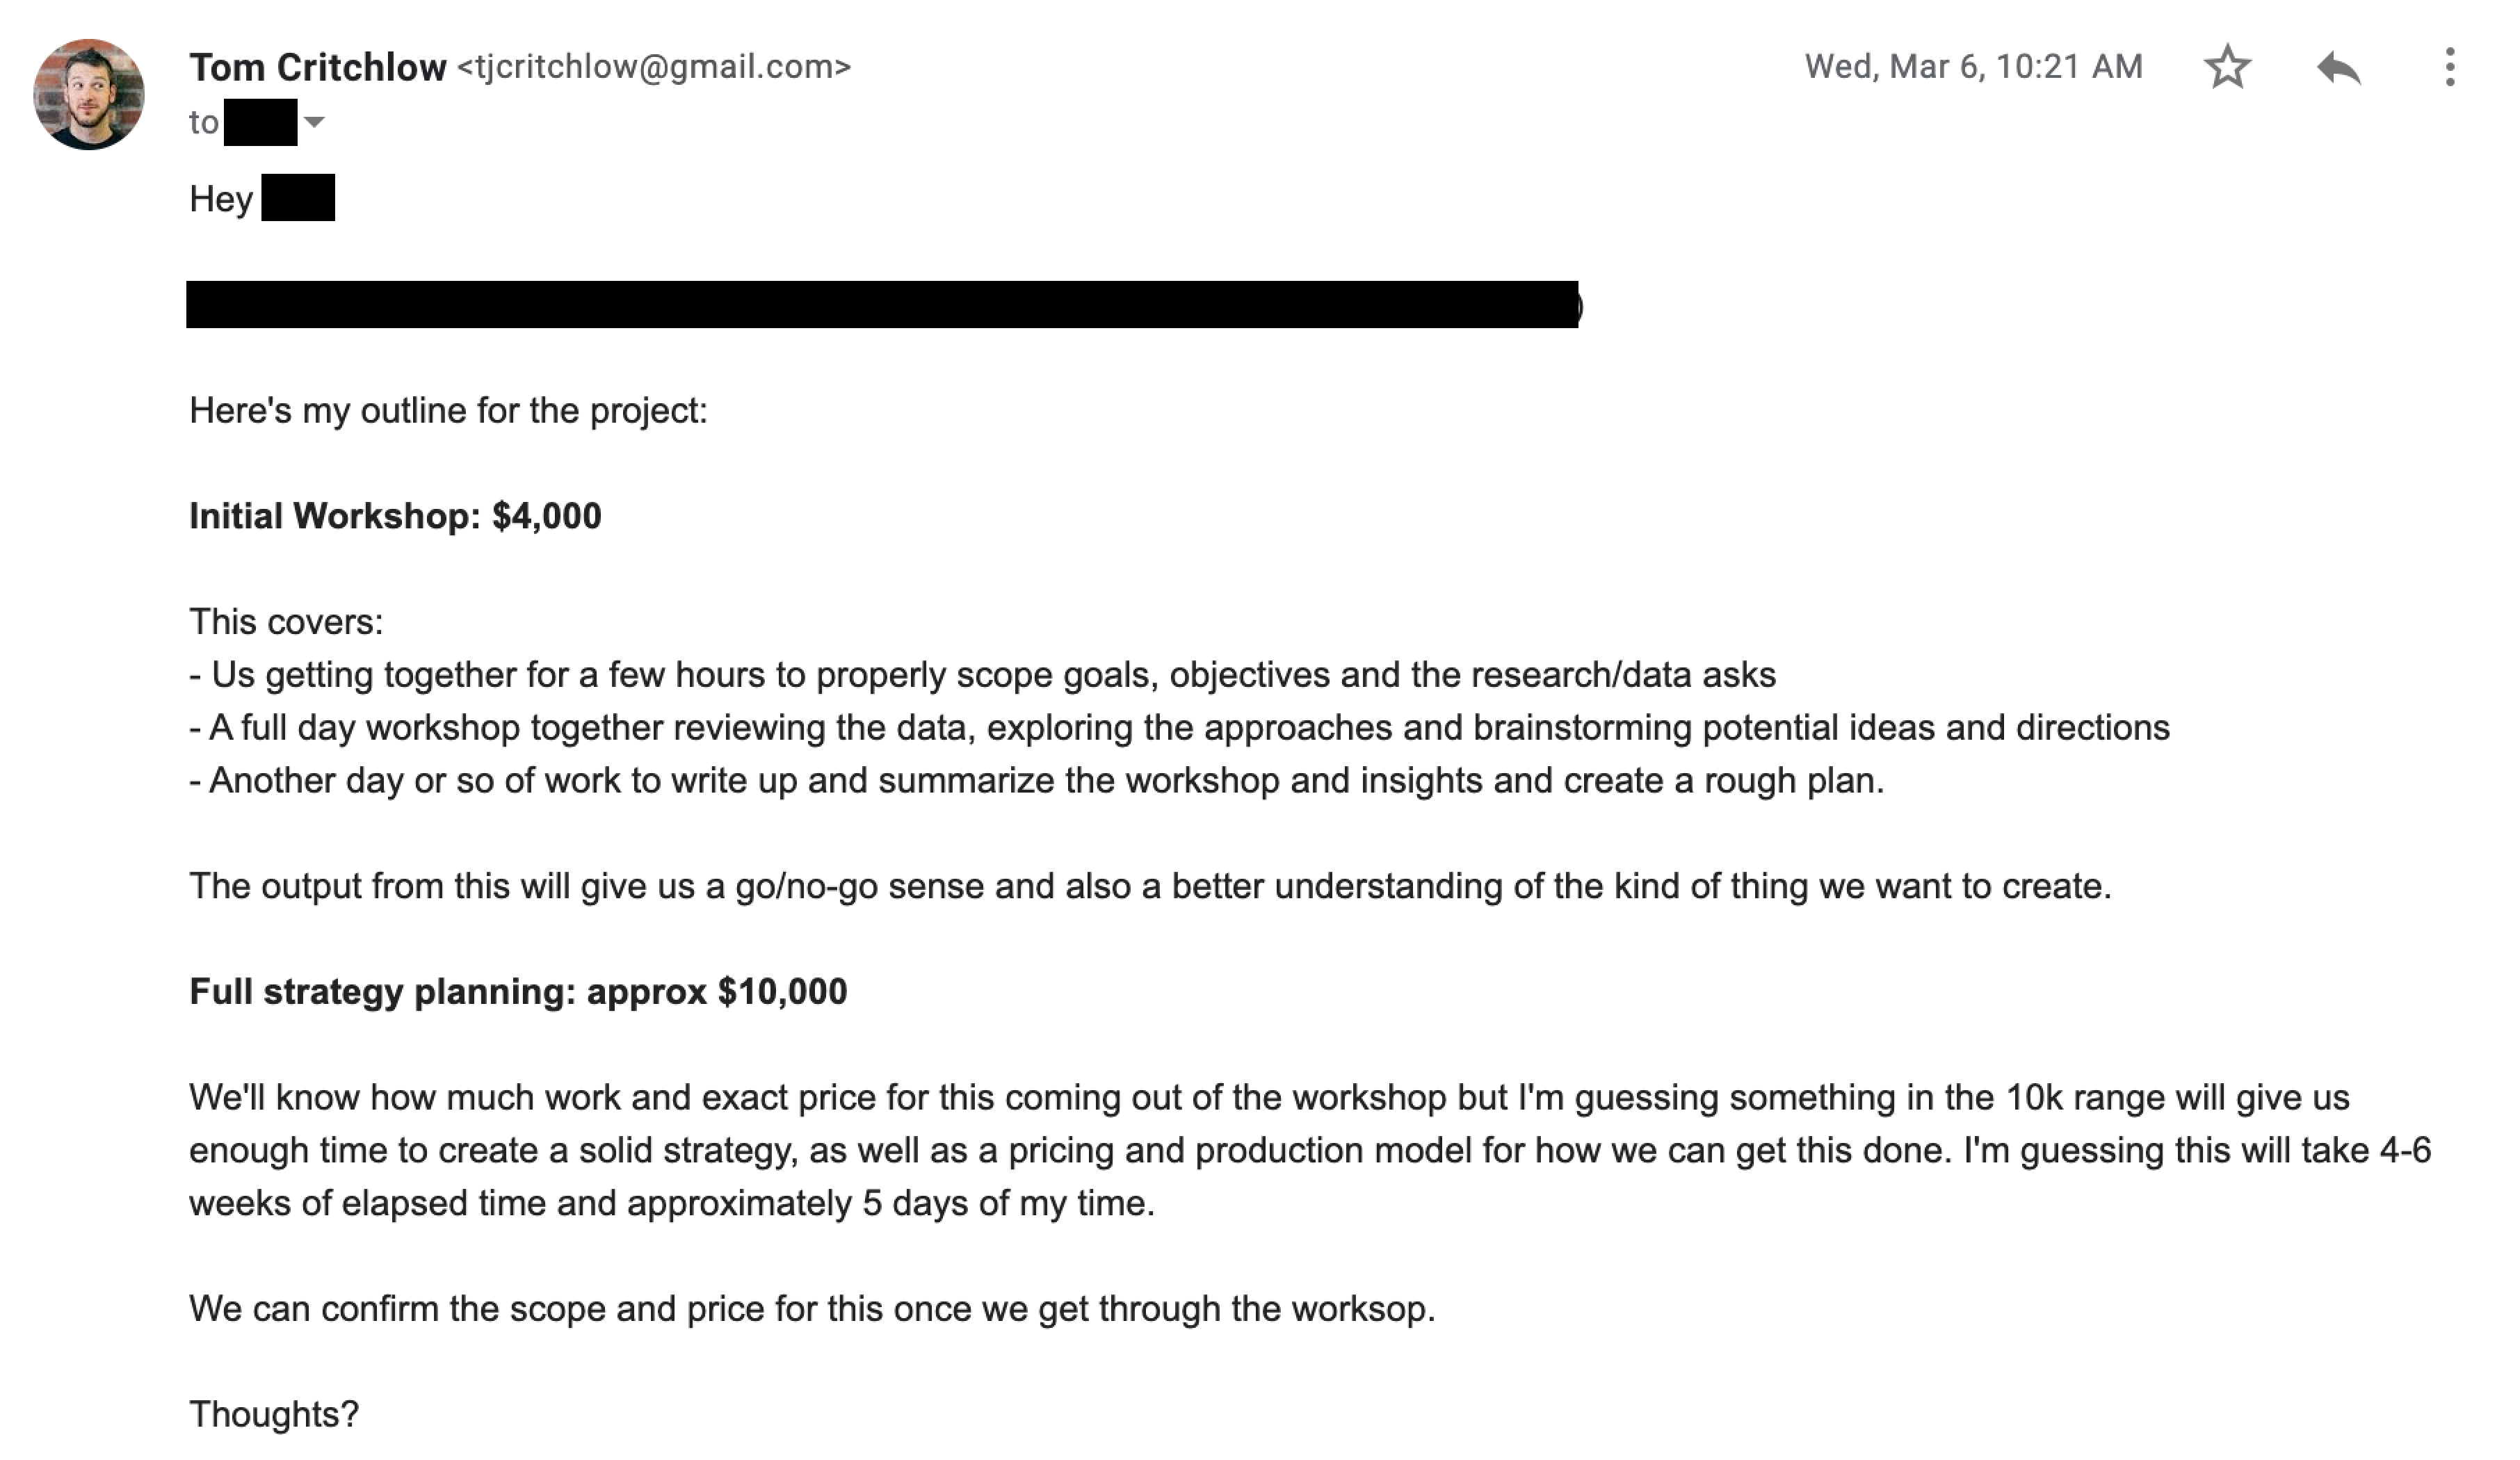 Tom Critchlow <tjcritchlow@gmail.com> Wed, Mar 6, 10:21 AM
to
Hey
Here's my outline for the project:
Initial Workshop: $4,000
This covers:
- Us getting together for a few hours to properly scope goals, objectives and the research/data asks
- A full day workshop together reviewing the data, exploring the approaches and brainstorming potential ideas and directions
- Another day or so of work to write up and summarize the workshop and insights and create a rough plan.
The output from this will give us a go/no-go sense and also a better understanding of the kind of thing we want to create.
Full strategy planning: approx $10,000
We'll know how much work and exact price for this coming out of the workshop but I'm guessing something in the 10k range will give us
enough time to create a solid strategy, as well as a pricing and production model for how we can get this done. I'm guessing this will take 4-6
weeks of elapsed time and approximately 5 days of my time.
We can confirm the scope and price for this once we get through the worksop.
Thoughts?